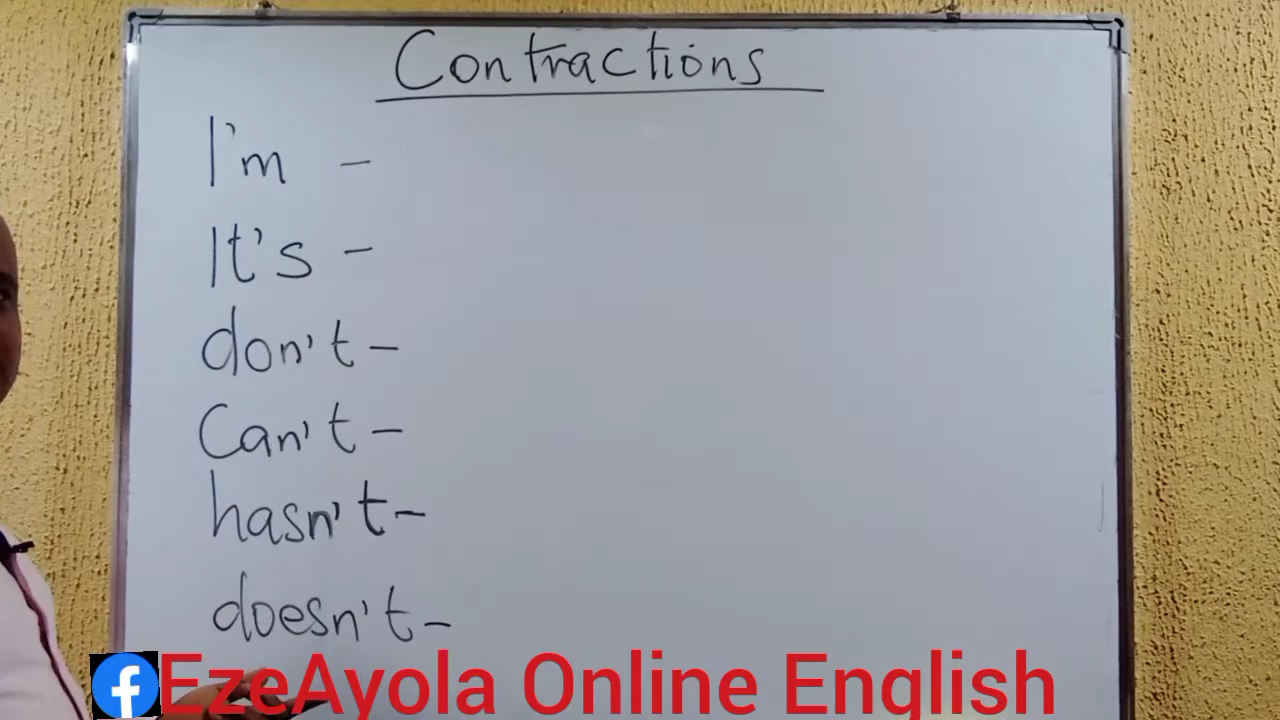 Contractions
I'm -
It's -
don't -
Can't -
hasn't -
doesn't -
EzeAyola Online English